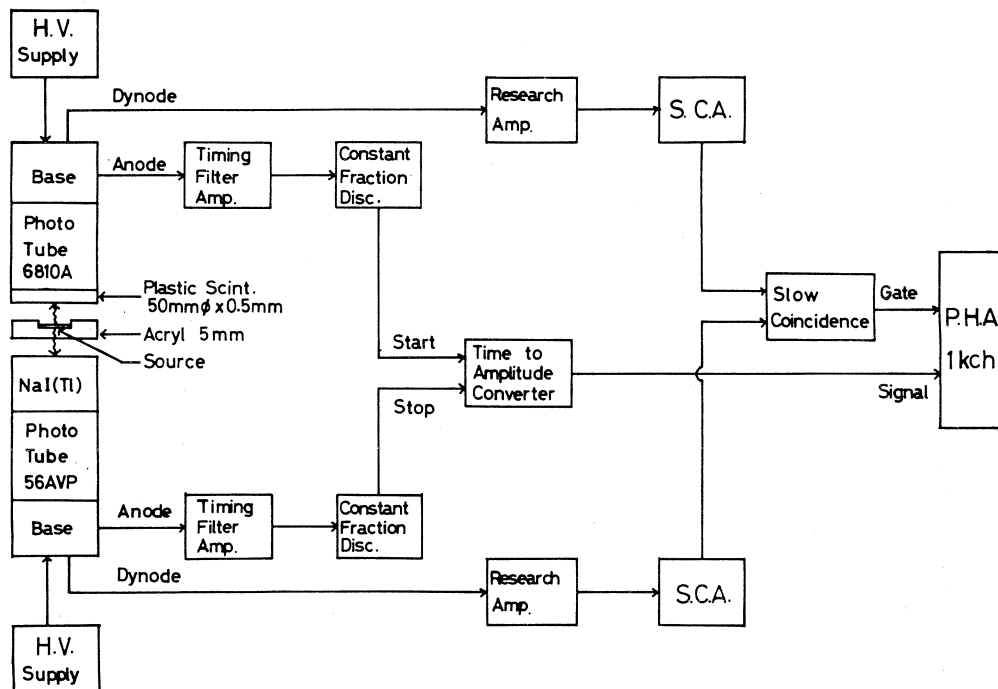 H.V.
Supply
Dynode
Research
Amp.
S.C.A.
Base
Anode
Timing
Filter
Amp.
Constant
Fraction
Disc.
Photo
Tube
6810A
Plastic Scint.
50mmφ x 0.5mm
Acryl 5mm
Source
NaI(Tl)
Photo
Tube
56AVP
Base
Start
Stop
Time to
Amplitude
Converter
Slow
Coincidence
Gate
Signal
P.H.A
1kch
Anode
Timing
Filter
Amp.
Constant
Fraction
Disc.
Dynode
Research
Amp.
S.C.A.
H.V.
Supply